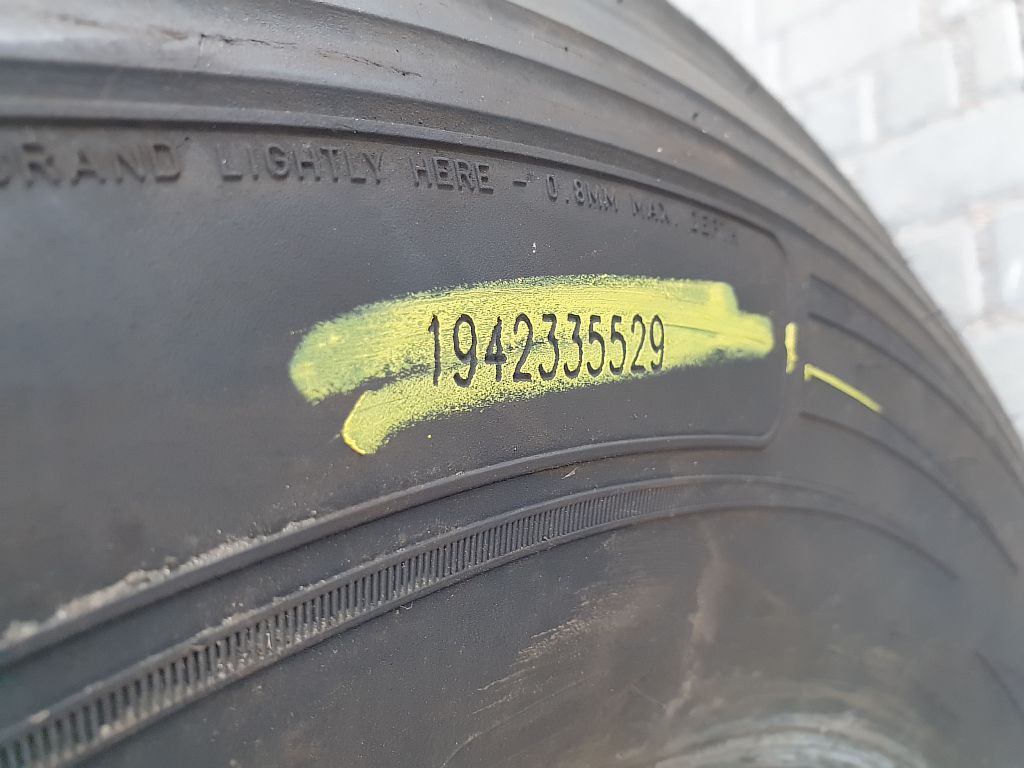 BRAND LIGHTLY HERE - 0.8MM MAX. DEPTH
1942335529